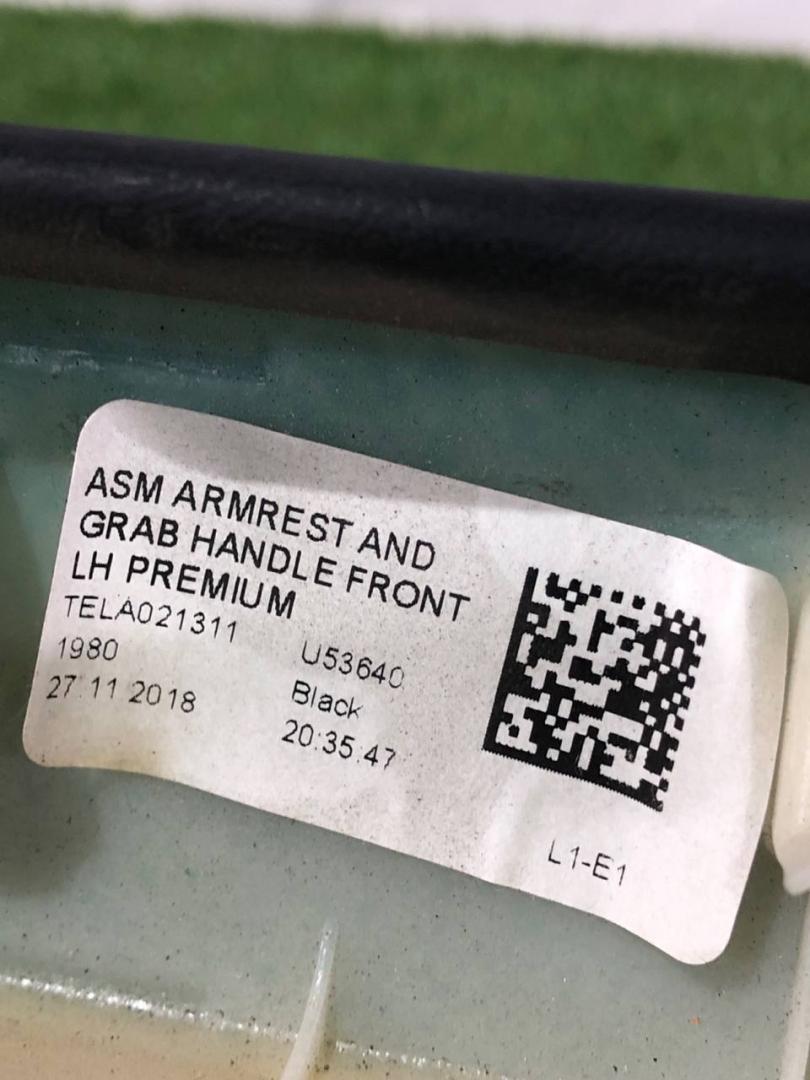 ASM ARMREST AND
GRAB HANDLE FRONT
LH PREMIUM
TELA021311 U53640
1980 Black
27.11.2018 20:35:47
L1-E1